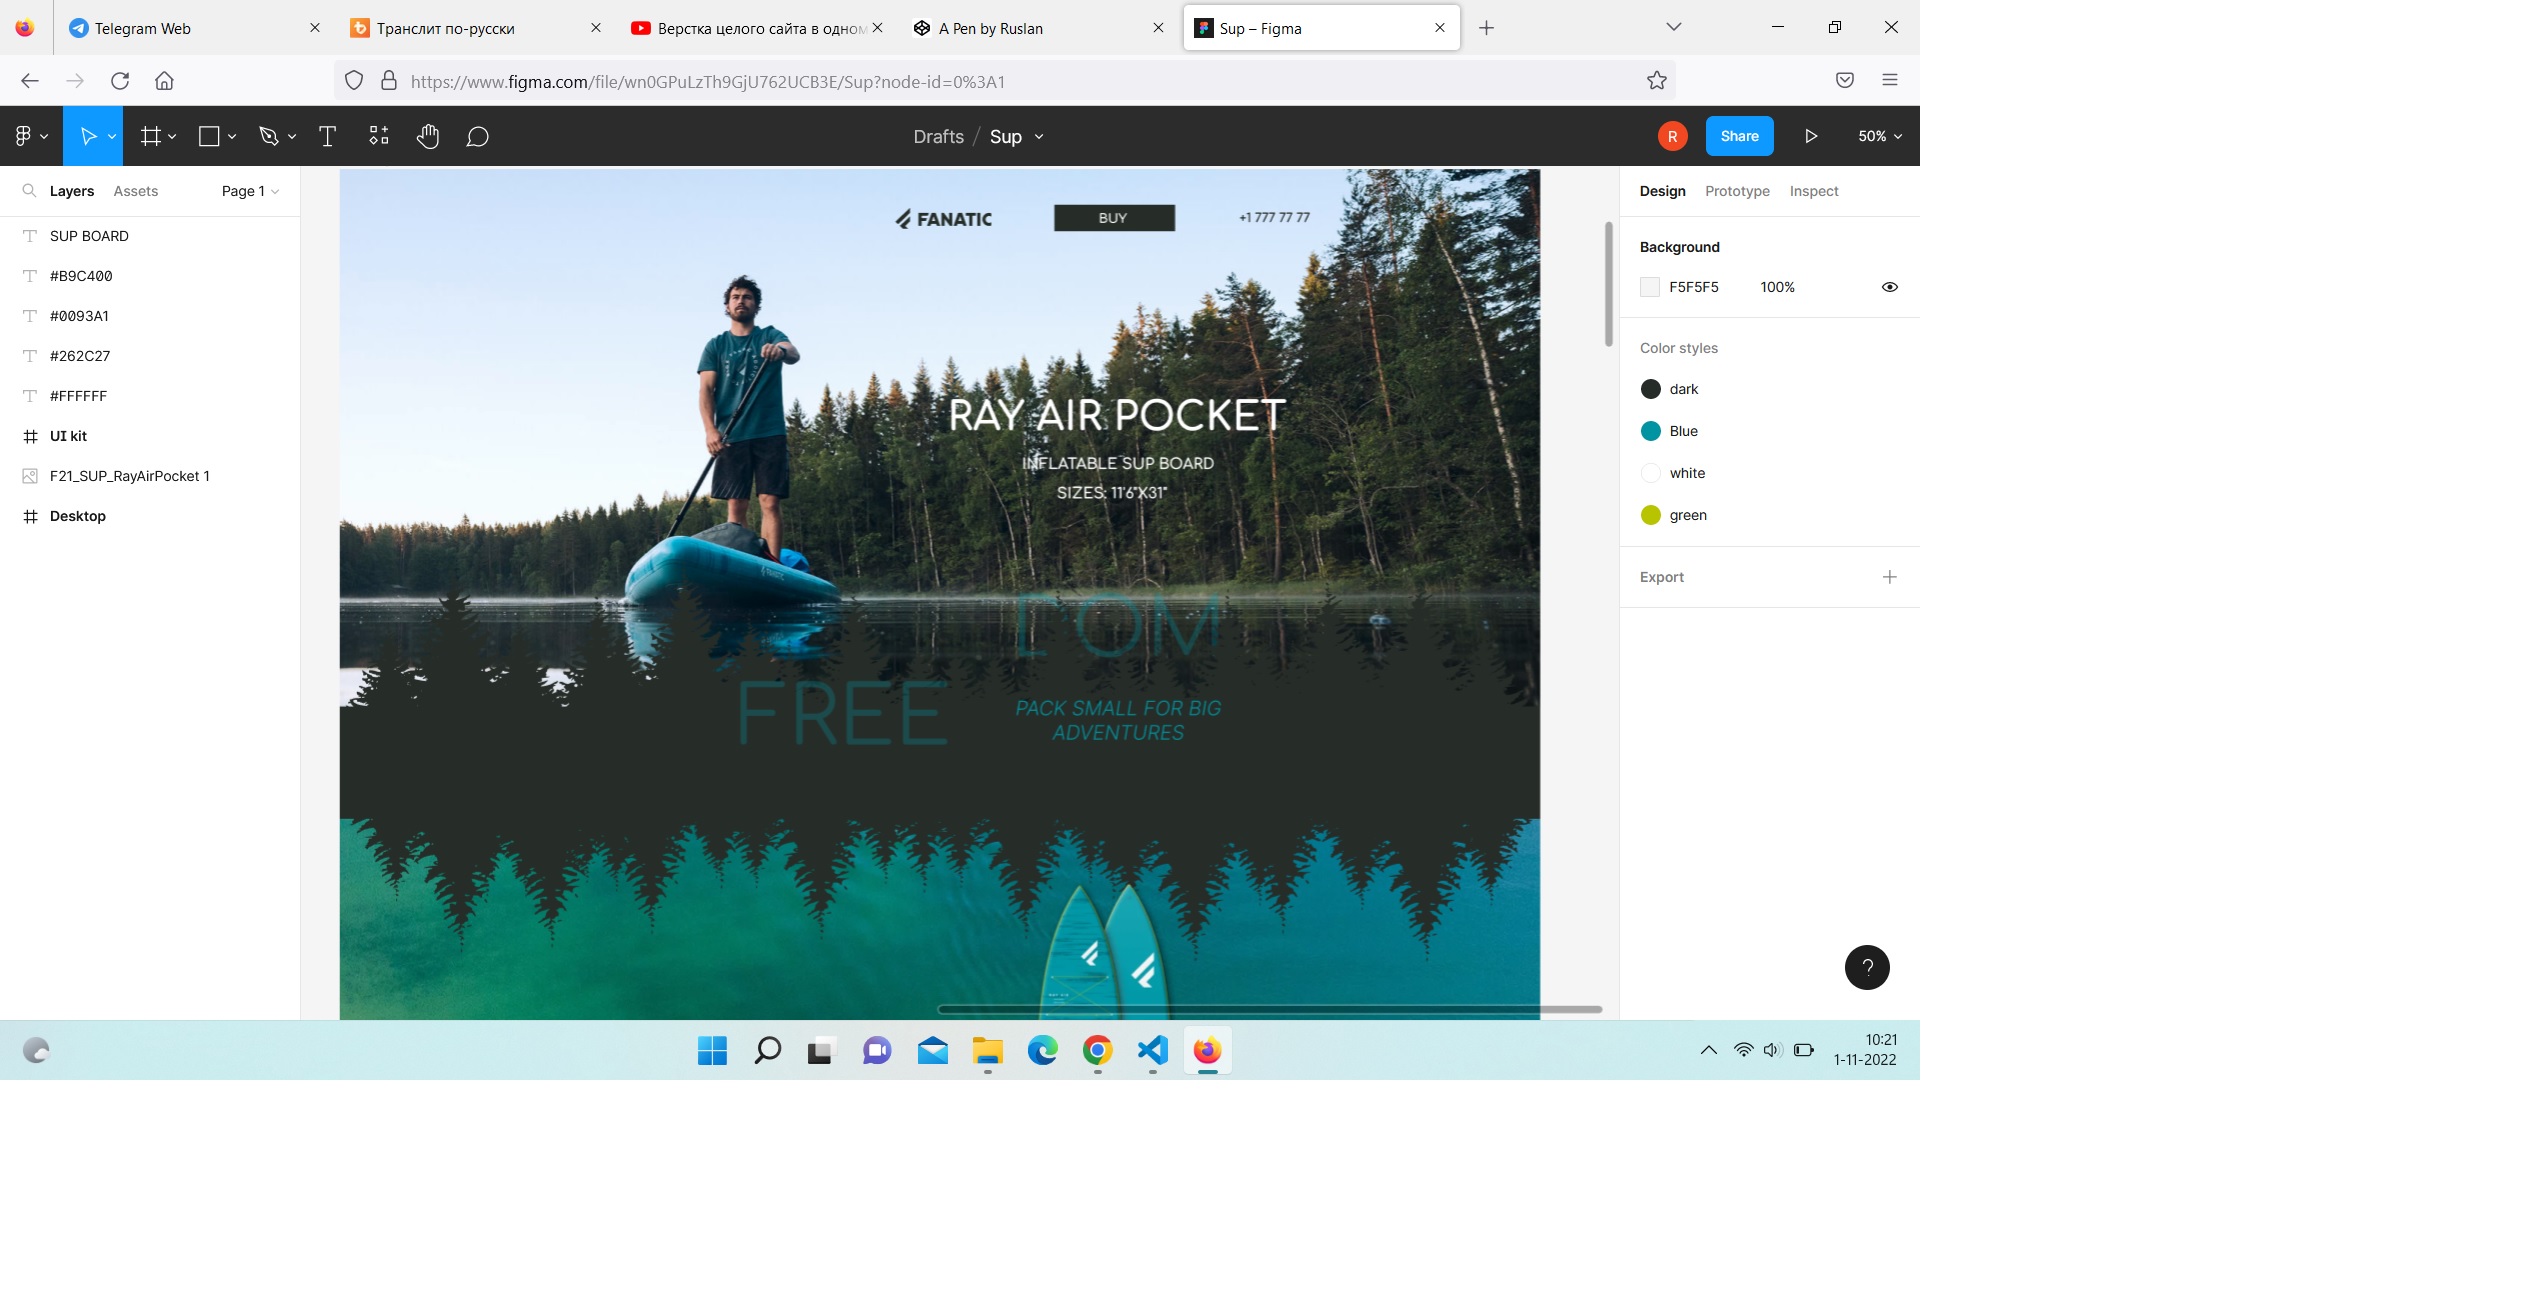 Telegram Web
Транслит по-русски
Верстка целого сайта в одном
A Pen by Ruslan
Sup – Figma
https://www.figma.com/file/wn0GPuLzTh9GjU762UCB3E/Sup?node-id=0%3A1
Drafts / Sup
R
Share
50%
Layers
Assets
Page 1
SUP BOARD
#B9C400
#0093A1
#262C27
#FFFFFF
UI kit
F21_SUP_RayAirPocket 1
Desktop
FANATIC
BUY
+1 777 77 77
RAY AIR POCKET
INFLATABLE SUP BOARD
SIZES: 11'6"X31"
DOM
FREE
PACK SMALL FOR BIG
ADVENTURES
Design
Prototype
Inspect
Background
F5F5F5
100%
Color styles
dark
Blue
white
green
Export
?
10:21
1-11-2022